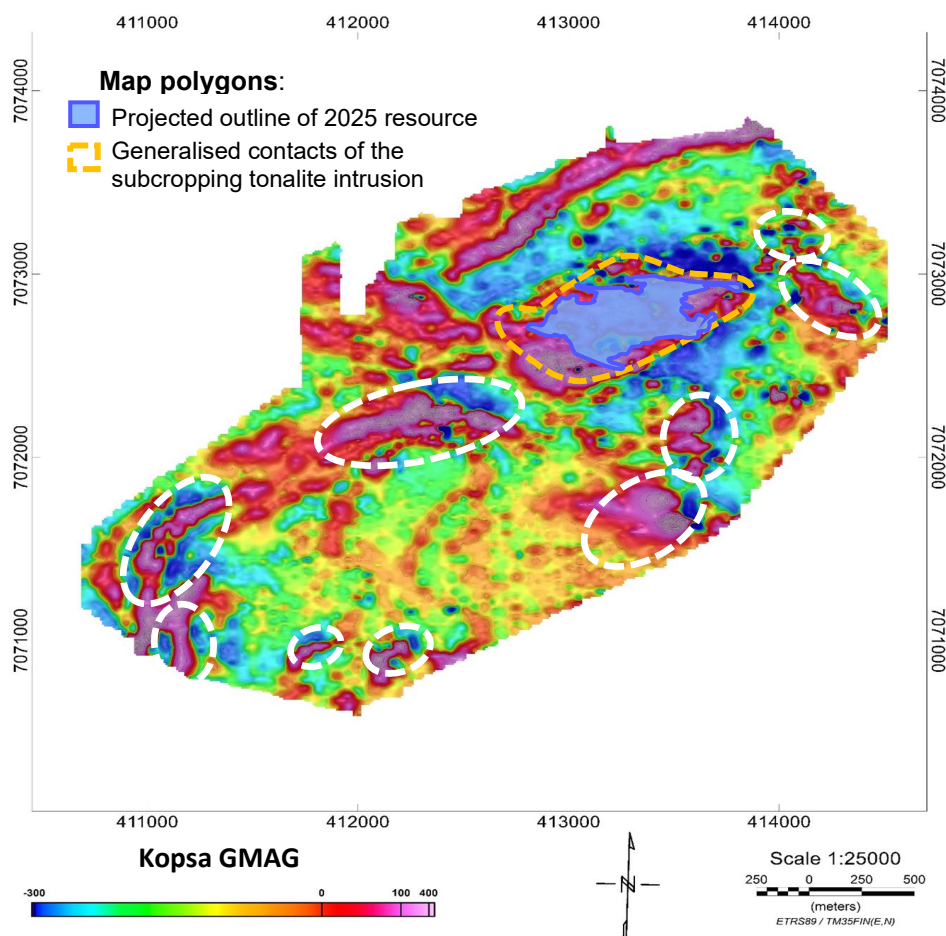 411000 412000 413000 414000
7074000 7074000
Map polygons:
Projected outline of 2025 resource
Generalised contacts of the
subcropping tonalite intrusion
7073000 7073000
7072000 7072000
7071000 7071000
411000 412000 413000 414000
Kopsa GMAG
-300 0 100 400
N
Scale 1:25000
250 0 250 500
(meters)
ETRS89 / TM35FIN(E,N)